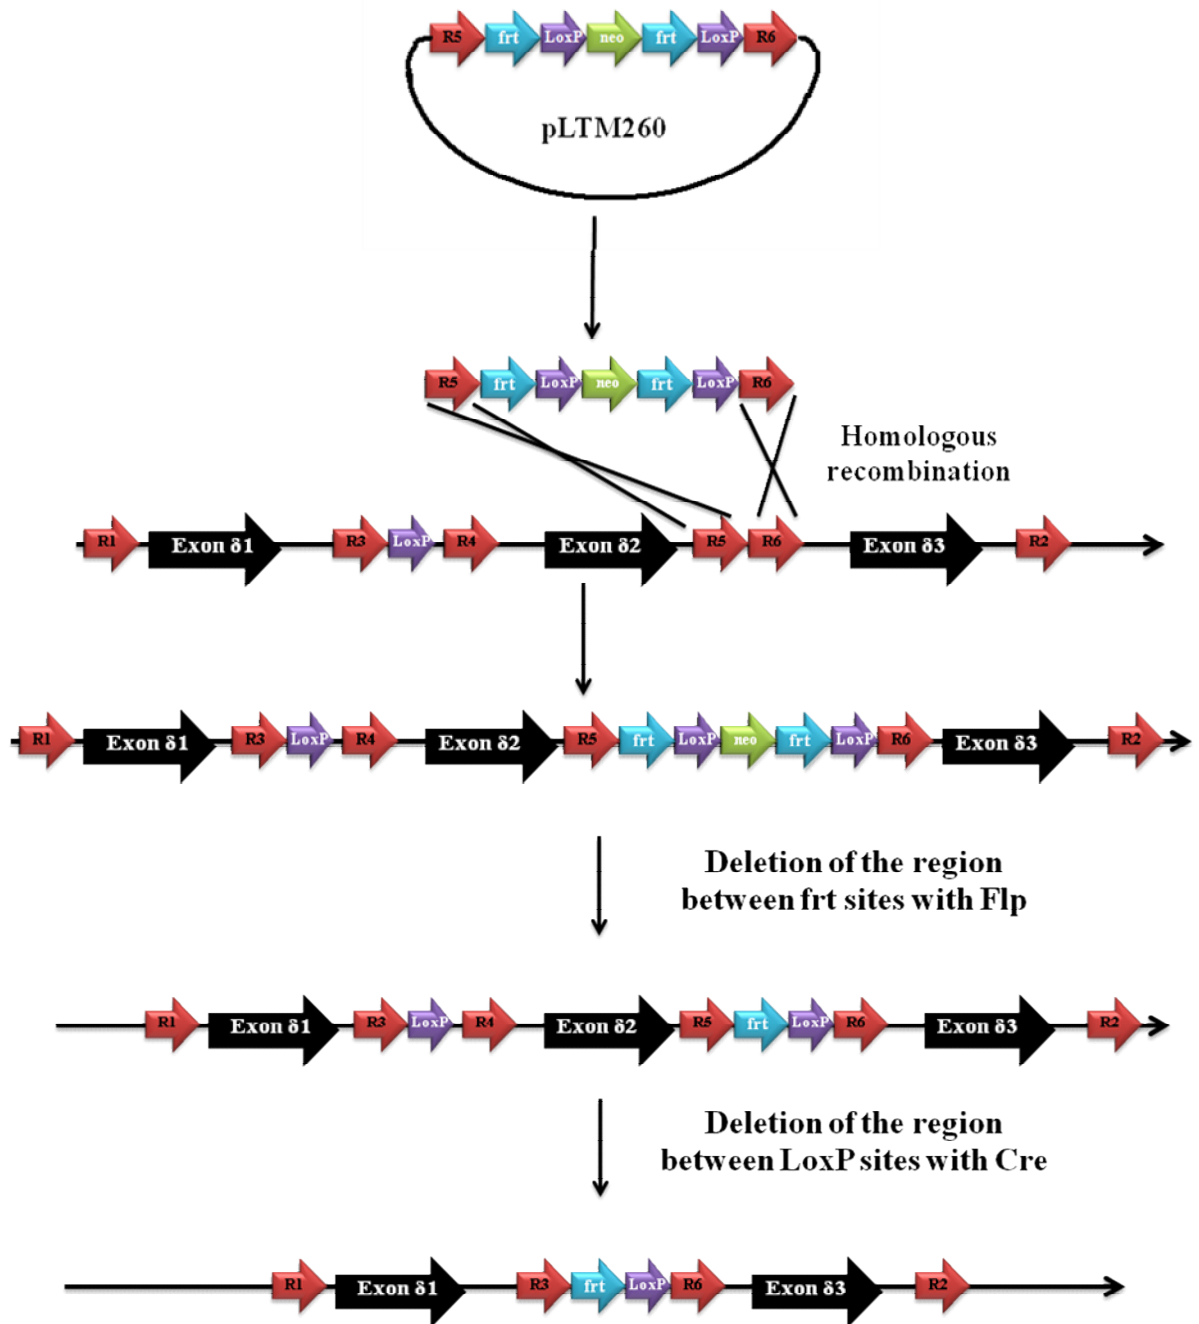 R5 frt LoxP neo frt LoxP R6
pLTM260
R5 frt LoxP neo frt LoxP R6
Homologous
recombination
R1 Exon δ1 R3 LoxP R4 Exon δ2 R5 R6 Exon δ3 R2
R1 Exon δ1 R3 LoxP R4 Exon δ2 R5 frt LoxP neo frt LoxP R6 Exon δ3 R2
Deletion of the region
between frt sites with Flp
R1 Exon δ1 R3 LoxP R4 Exon δ2 R5 frt LoxP R6 Exon δ3 R2
Deletion of the region
between LoxP sites with Cre
R1 Exon δ1 R3 frt LoxP R6 Exon δ3 R2